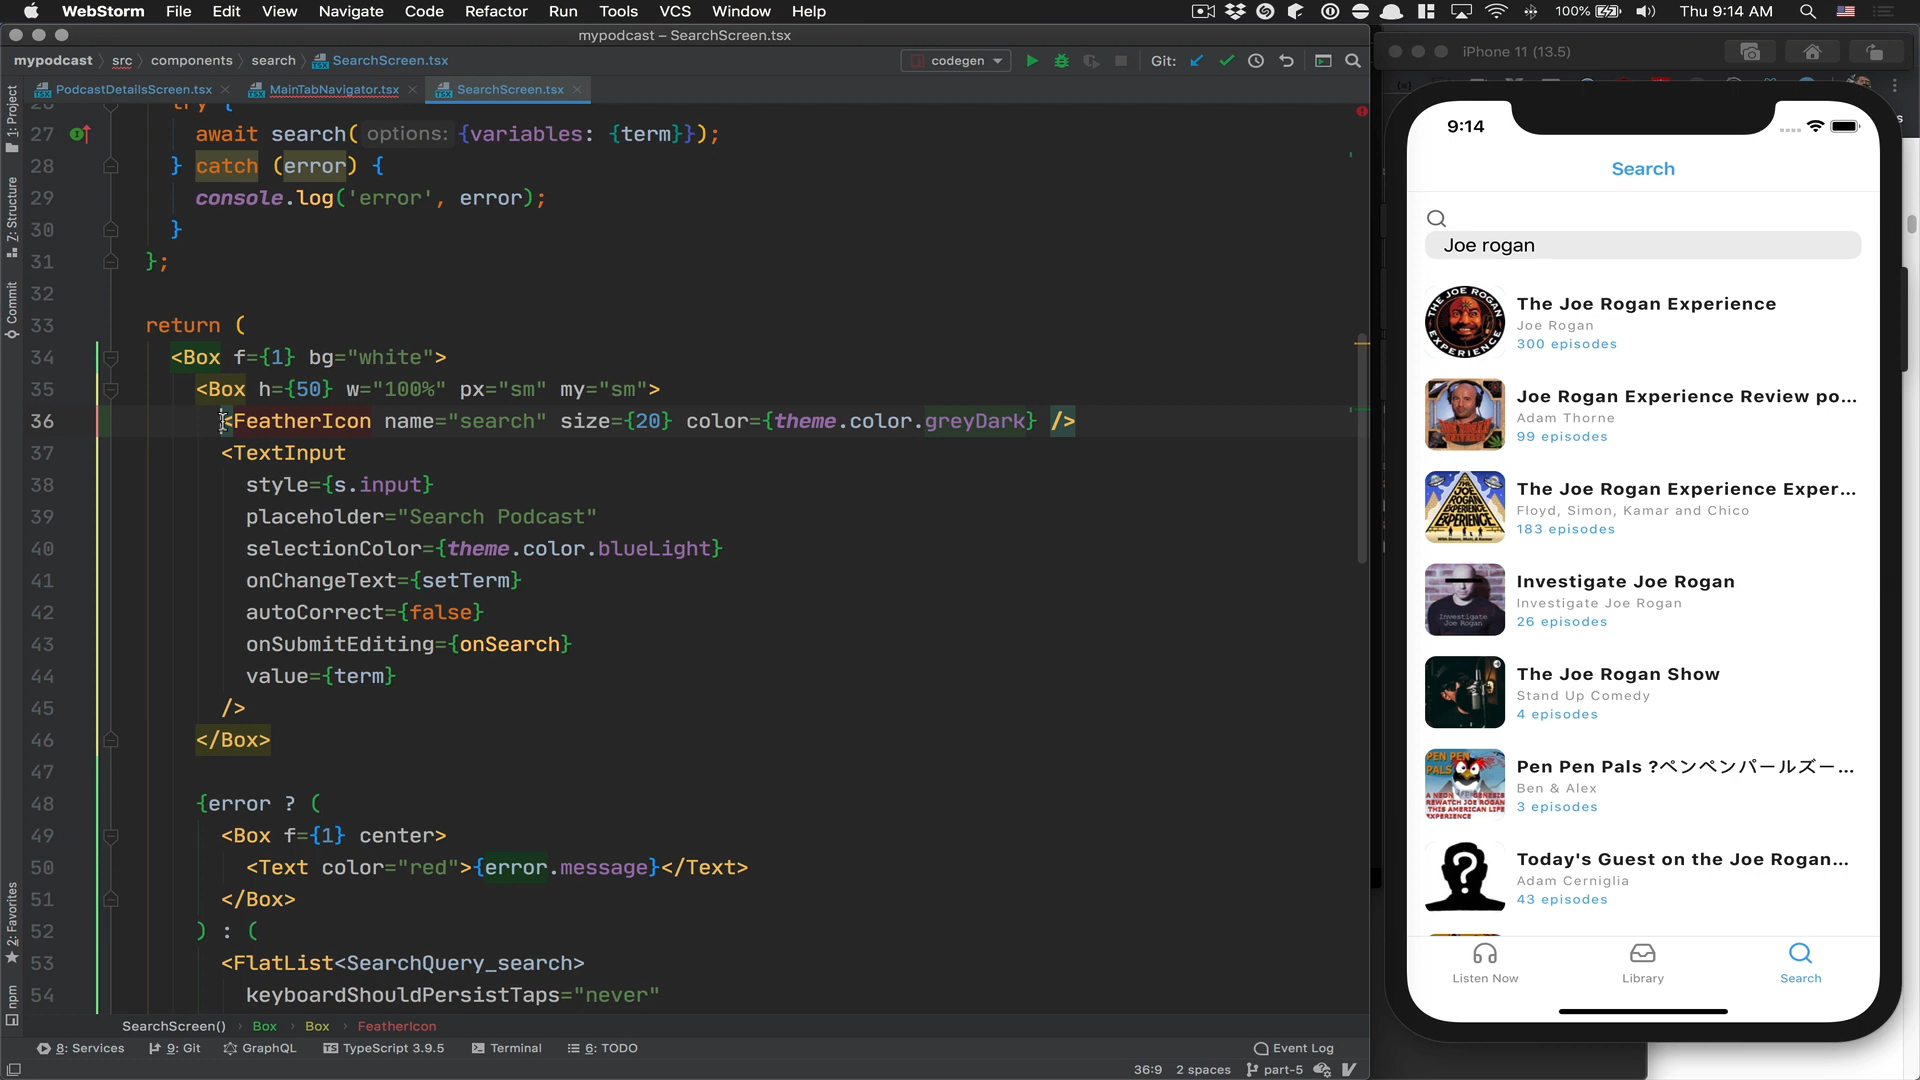 WebStorm File Edit View Navigate Code Refactor Run Tools VCS Window Help 100% Thu 9:14 AM
mypodcast – SearchScreen.tsx
mypodcast src components search SearchScreen.tsx codegen Git:
PodcastDetailsScreen.tsx MainTabNavigator.tsx SearchScreen.tsx
1: Project
7: Structure
Commit
2: Favorites
npm
try {
27 await search( options: {variables: {term}});
28 } catch (error) {
29 console.log('error', error);
30 }
31 };
32
33 return (
34 <Box f={1} bg="white">
35 <Box h={50} w="100%" px="sm" my="sm">
36 <FeatherIcon name="search" size={20} color={theme.color.greyDark} />
37 <TextInput
38 style={s.input}
39 placeholder="Search Podcast"
40 selectionColor={theme.color.blueLight}
41 onChangeText={setTerm}
42 autoCorrect={false}
43 onSubmitEditing={onSearch}
44 value={term}
45 />
46 </Box>
47
48 {error ? (
49 <Box f={1} center>
50 <Text color="red">{error.message}</Text>
51 </Box>
52 ) : (
53 <FlatList<SearchQuery_search>
54 keyboardShouldPersistTaps="never"
SearchScreen() Box Box FeatherIcon
8: Services 9: Git GraphQL TypeScript 3.9.5 Terminal 6: TODO Event Log
36:9 2 spaces part-5
iPhone 11 (13.5)
9:14
Search
Joe rogan
The Joe Rogan Experience
Joe Rogan
300 episodes
Joe Rogan Experience Review po...
Adam Thorne
99 episodes
The Joe Rogan Experience Exper...
Floyd, Simon, Kamar and Chico
183 episodes
Investigate Joe Rogan
Investigate Joe Rogan
26 episodes
The Joe Rogan Show
Stand Up Comedy
4 episodes
Pen Pen Pals ?ペンペンパールズー...
Ben & Alex
3 episodes
Today's Guest on the Joe Rogan...
Adam Cerniglia
43 episodes
Listen Now Library Search